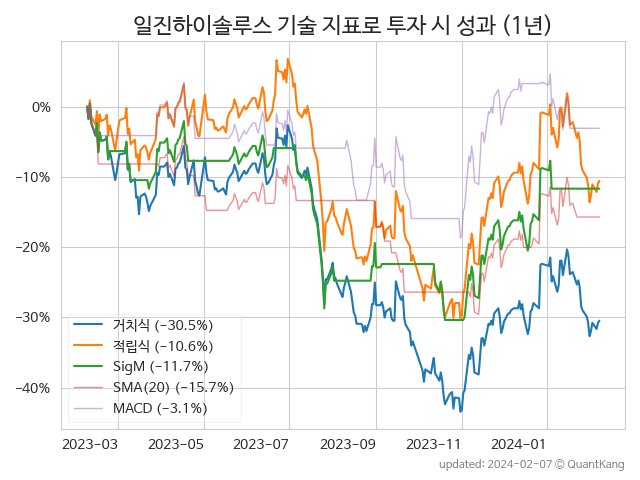 일진하이솔루스 기술 지표로 투자 시 성과 (1년)
0%
−10%
−20%
−30%
−40%
거치식 (−30.5%)
적립식 (−10.6%)
SigM (−11.7%)
SMA(20) (−15.7%)
MACD (−3.1%)
2023-03 2023-05 2023-07 2023-09 2023-11 2024-01
updated: 2024-02-07 © QuantKang